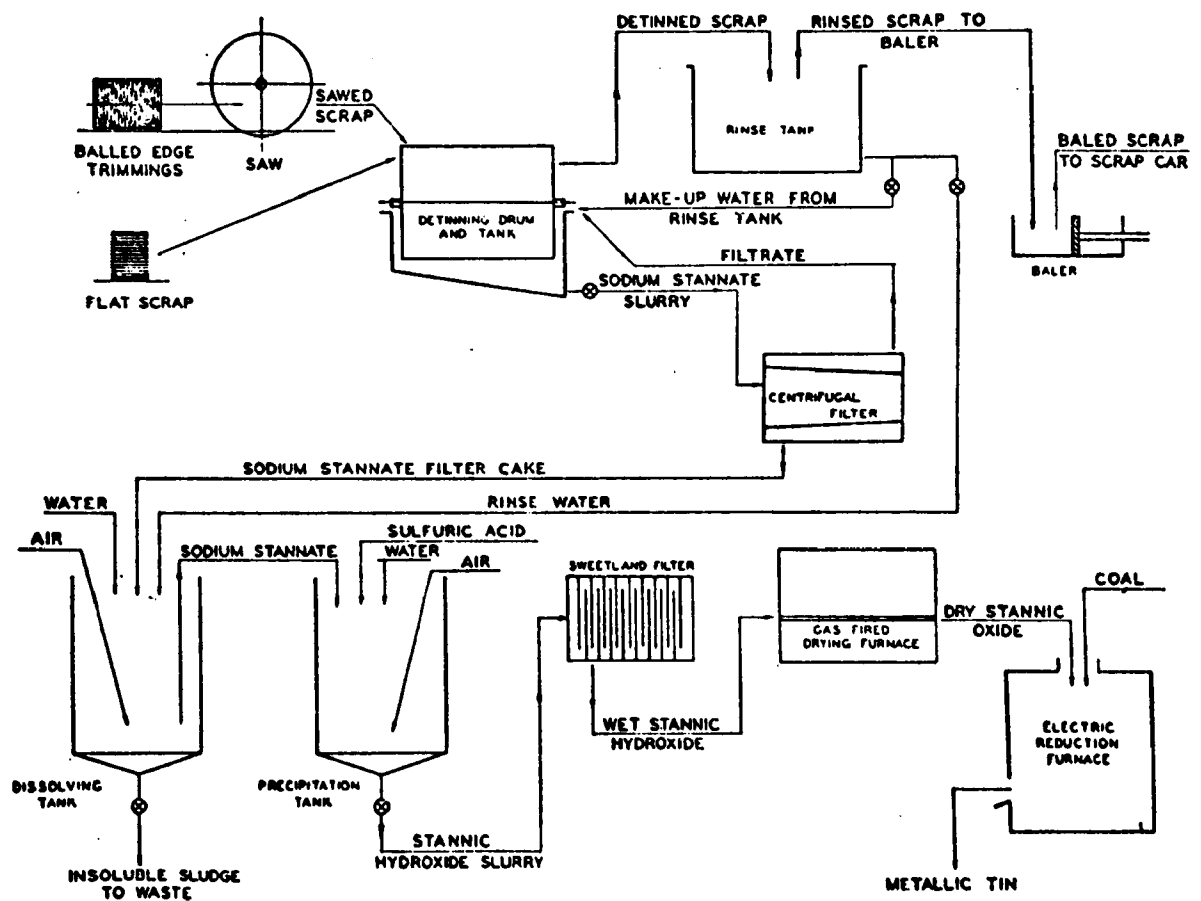 DETINNED SCRAP
RINSED SCRAP TO
BALER
SAWED
SCRAP
BALLED EDGE
TRIMMINGS
SAW
RINSE TANK
BALED SCRAP
TO SCRAP CAR
DETINNING DRUM
AND TANK
MAKE-UP WATER FROM
RINSE TANK
FILTRATE
BALER
FLAT SCRAP
SODIUM STANNATE
SLURRY
CENTRIFUGAL
FILTER
SODIUM STANNATE FILTER CAKE
WATER
RINSE WATER
AIR
SODIUM STANNATE
SULFURIC ACID
WATER
AIR
SWEETLAND FILTER
COAL
GAS FIRED
DRYING FURNACE
DRY STANNIC
OXIDE
WET STANNIC
HYDROXIDE
ELECTRIC
REDUCTION
FURNACE
DISSOLVING
TANK
PRECIPITATION
TANK
STANNIC
HYDROXIDE SLURRY
INSOLUBLE SLUDGE
TO WASTE
METALLIC TIN